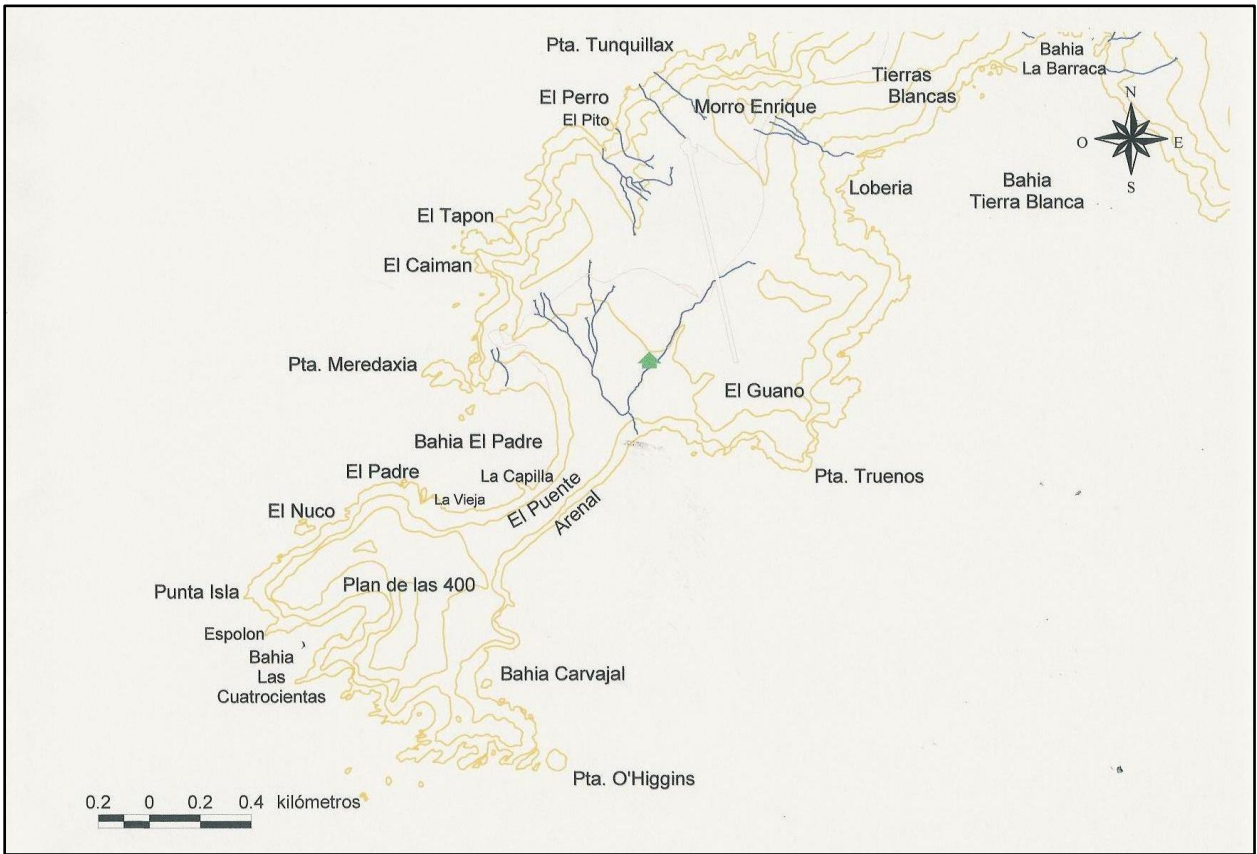 Pta. Tunquillax
Bahia
La Barraca
Tierras
Blancas
El Perro
El Pito
Morro Enrique
N
O
E
S
Loberia
Bahia
Tierra Blanca
El Tapon
El Caiman
Pta. Meredaxia
El Guano
Bahia El Padre
El Padre
La Capilla
La Vieja
El Puente
Arenal
Pta. Truenos
El Nuco
Punta Isla
Plan de las 400
Espolon
Bahia
Las
Cuatrocientas
Bahia Carvajal
Pta. O'Higgins
0.2 0 0.2 0.4 kilómetros